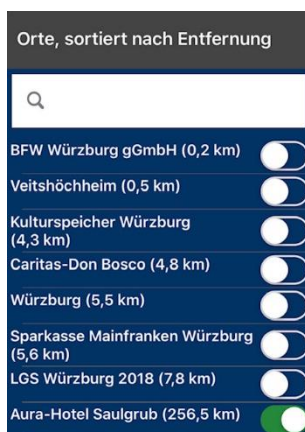 Orte, sortiert nach Entfernung
BFW Würzburg gGmbH (0,2 km)
Veitshöchheim (0,5 km)
Kulturspeicher Würzburg
(4,3 km)
Caritas-Don Bosco (4,8 km)
Würzburg (5,5 km)
Sparkasse Mainfranken Würzburg
(5,6 km)
LGS Würzburg 2018 (7,8 km)
Aura-Hotel Saulgrub (256,5 km)